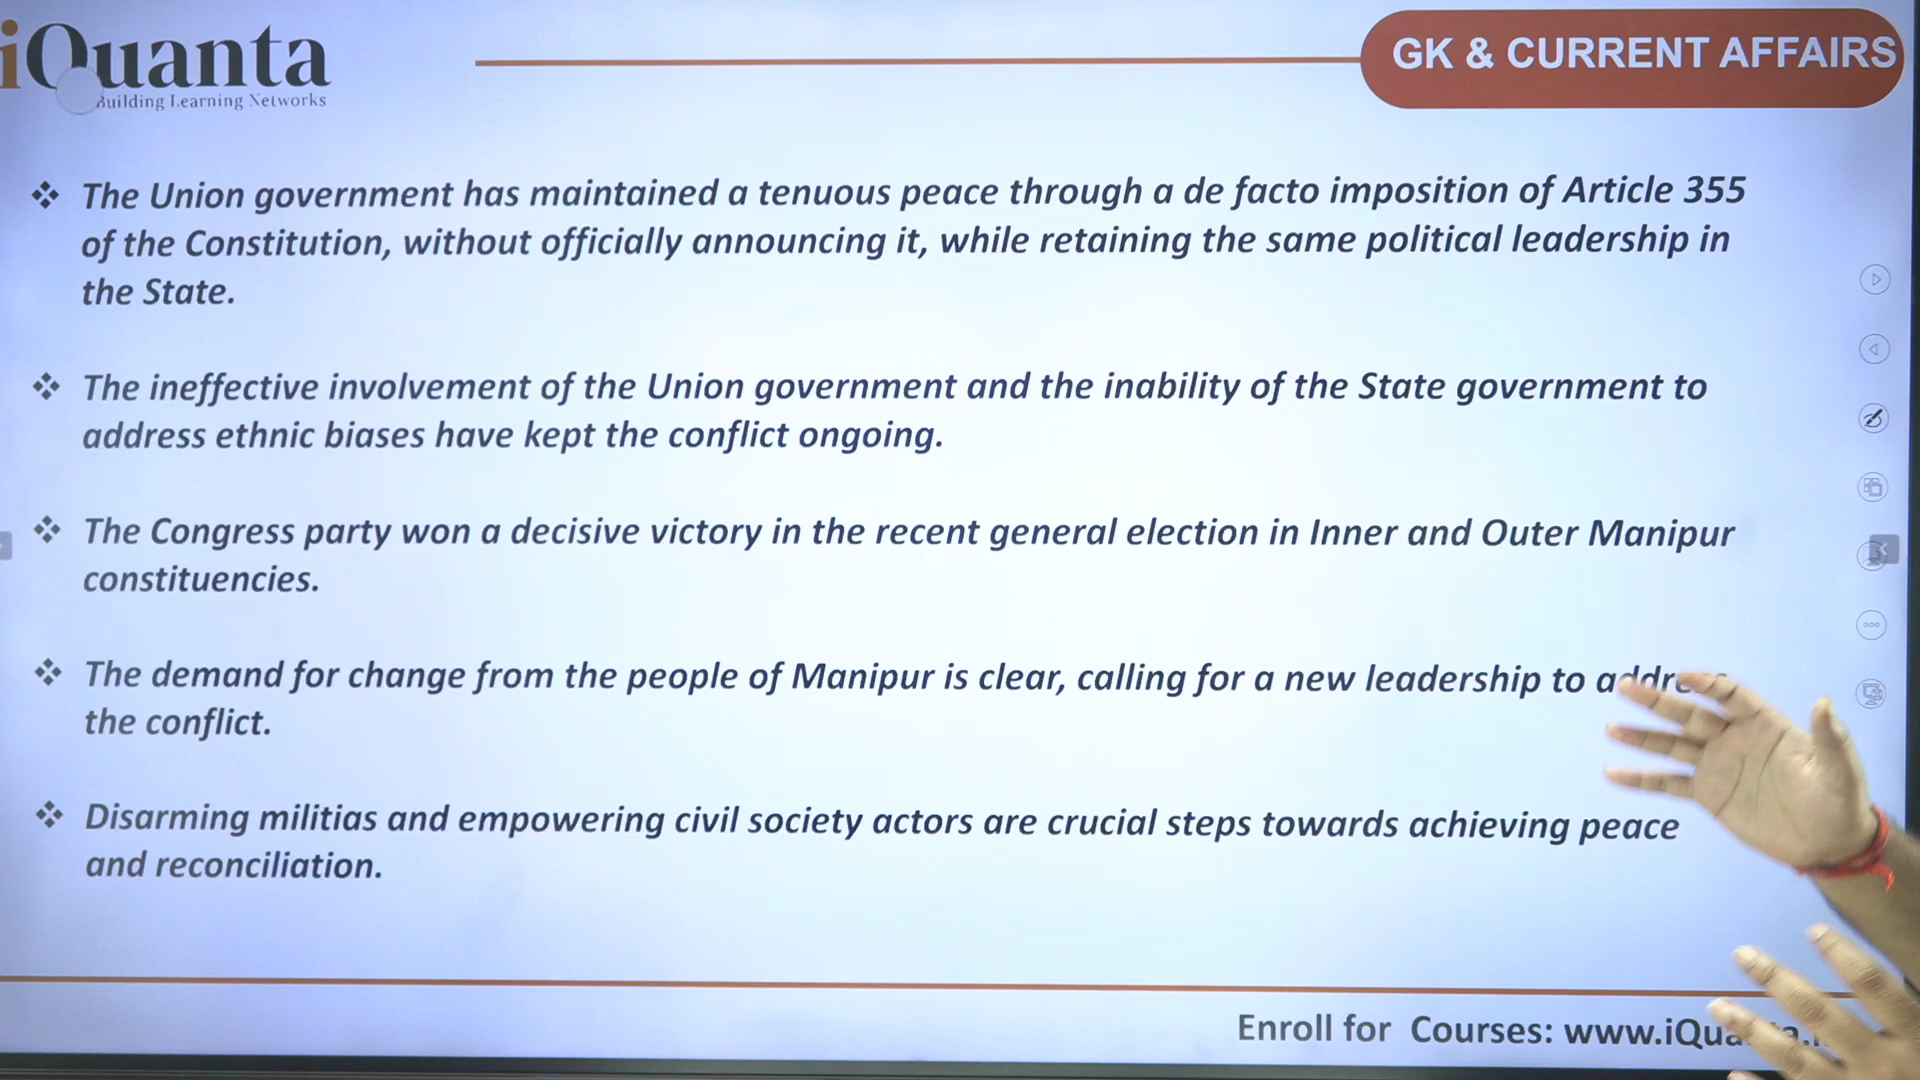 iQuanta
Building Learning Networks
GK & CURRENT AFFAIRS
The Union government has maintained a tenuous peace through a de facto imposition of Article 355
of the Constitution, without officially announcing it, while retaining the same political leadership in
the State.
The ineffective involvement of the Union government and the inability of the State government to
address ethnic biases have kept the conflict ongoing.
The Congress party won a decisive victory in the recent general election in Inner and Outer Manipur
constituencies.
The demand for change from the people of Manipur is clear, calling for a new leadership to
the conflict.
Disarming militias and empowering civil society actors are crucial steps towards achieving peace
and reconciliation.
Enroll for Courses: